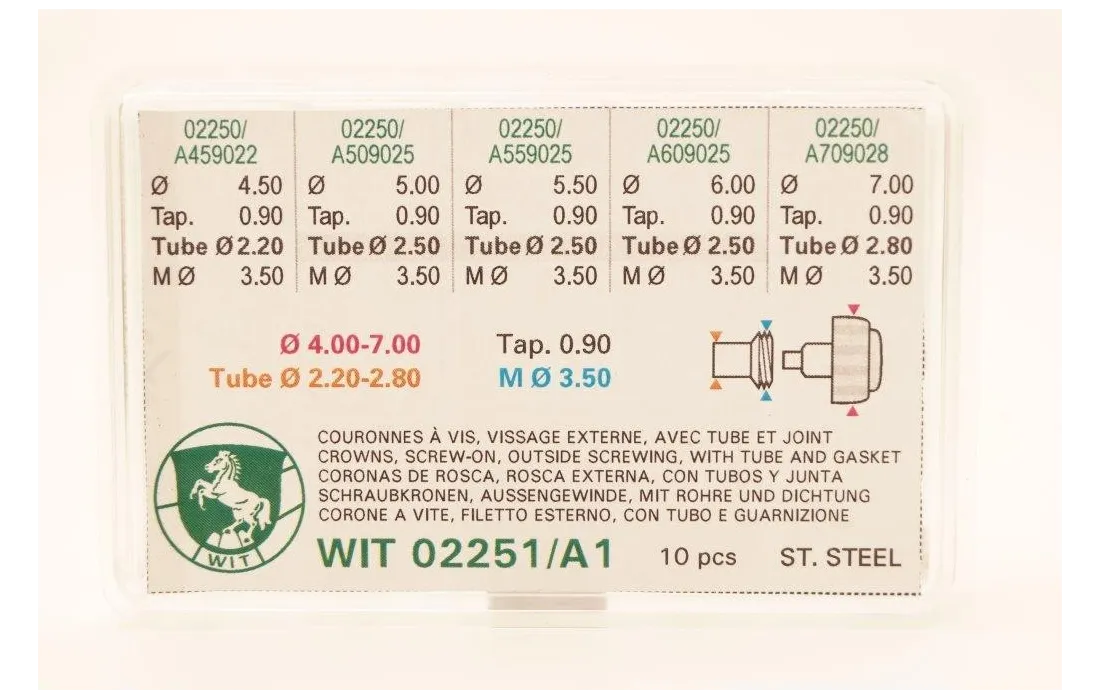 02250/
A459022
Ø 4.50
Tap. 0.90
Tube Ø 2.20
M Ø 3.50
02250/
A509025
Ø 5.00
Tap. 0.90
Tube Ø 2.50
M Ø 3.50
02250/
A559025
Ø 5.50
Tap. 0.90
Tube Ø 2.50
M Ø 3.50
02250/
A609025
Ø 6.00
Tap. 0.90
Tube Ø 2.50
M Ø 3.50
02250/
A709028
Ø 7.00
Tap. 0.90
Tube Ø 2.80
M Ø 3.50
Ø 4.00-7.00
Tube Ø 2.20-2.80
Tap. 0.90
M Ø 3.50
COURONNES À VIS, VISSAGE EXTERNE, AVEC TUBE ET JOINT
CROWNS, SCREW-ON, OUTSIDE SCREWING, WITH TUBE AND GASKET
CORONAS DE ROSCA, ROSCA EXTERNA, CON TUBOS Y JUNTA
SCHRAUBKRONEN, AUSSENGEWINDE, MIT ROHRE UND DICHTUNG
CORONE A VITE, FILETTO ESTERNO, CON TUBO E GUARNIZIONE
WIT
WIT 02251/A1 10 pcs ST. STEEL